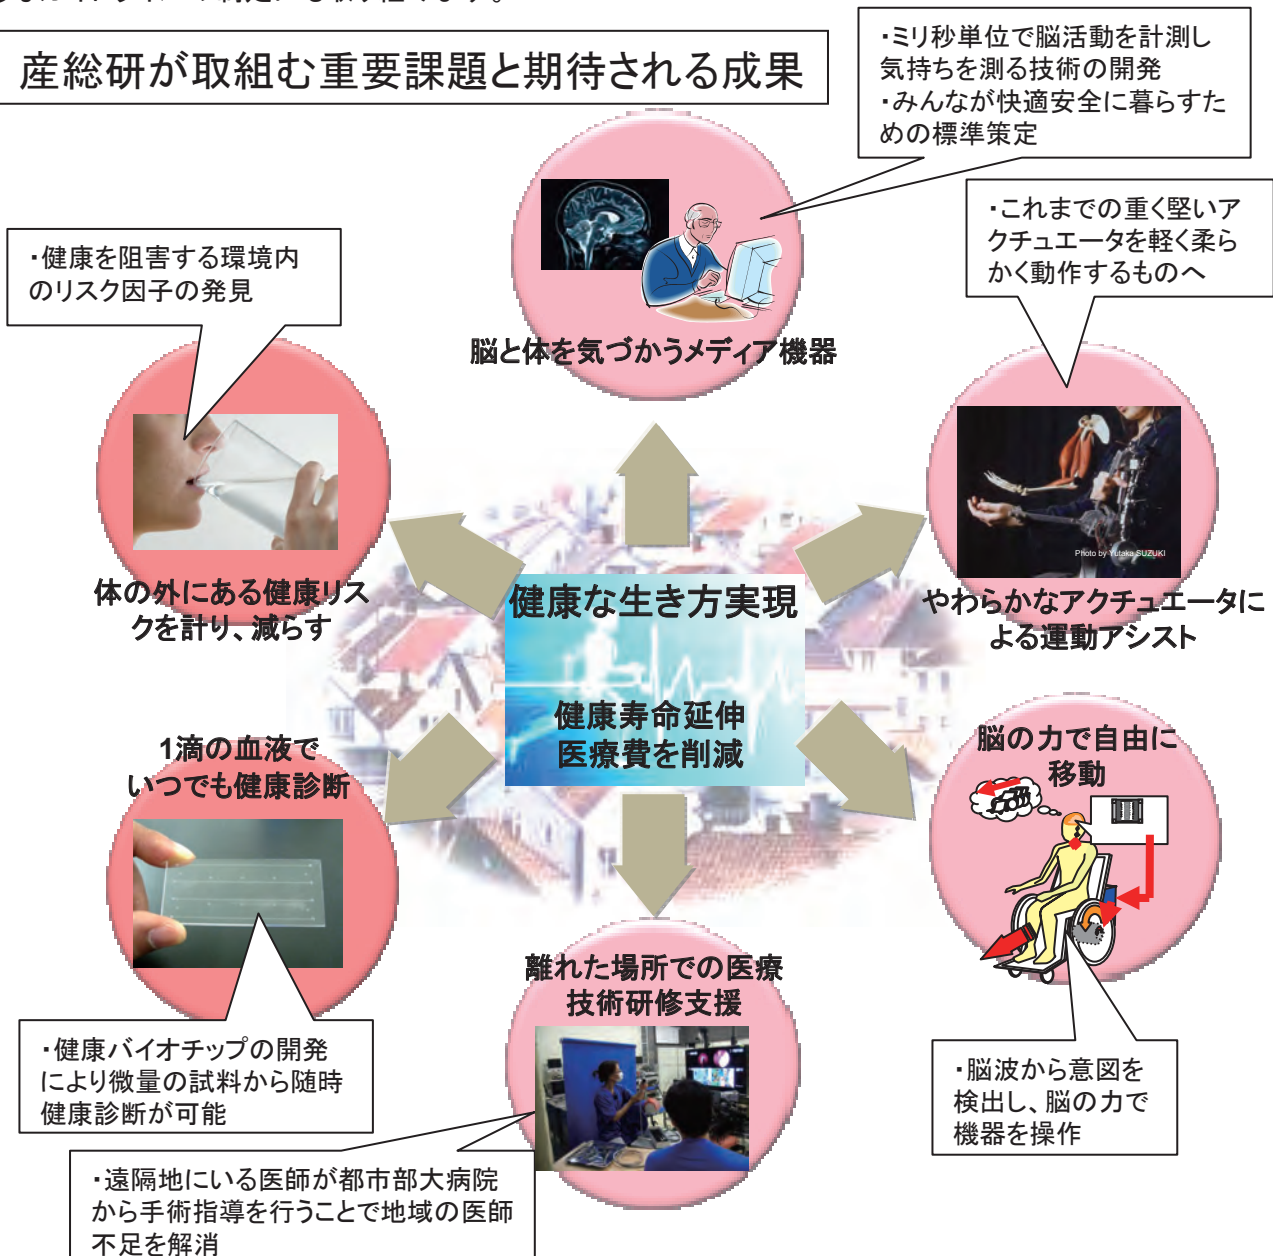 産総研が取組む重要課題と期待される成果
・ミリ秒単位で脳活動を計測し
気持ちを測る技術の開発
・みんなが快適安全に暮らすた
めの標準策定
・これまでの重く堅いア
クチュエータを軽く柔ら
かく動作するものへ
・健康を阻害する環境内
のリスク因子の発見
脳と体を気づかうメディア機器
Photo by Yutaka SUZUKI
体の外にある健康リス
クを計り、減らす
やわらかなアクチュエータに
よる運動アシスト
健康な生き方実現
健康寿命延伸
医療費を削減
1滴の血液で
いつでも健康診断
脳の力で自由に
移動
離れた場所での医療
技術研修支援
・健康バイオチップの開発
により微量の試料から随時
健康診断が可能
・脳波から意図を
検出し、脳の力で
機器を操作
・遠隔地にいる医師が都市部大病院
から手術指導を行うことで地域の医師
不足を解消